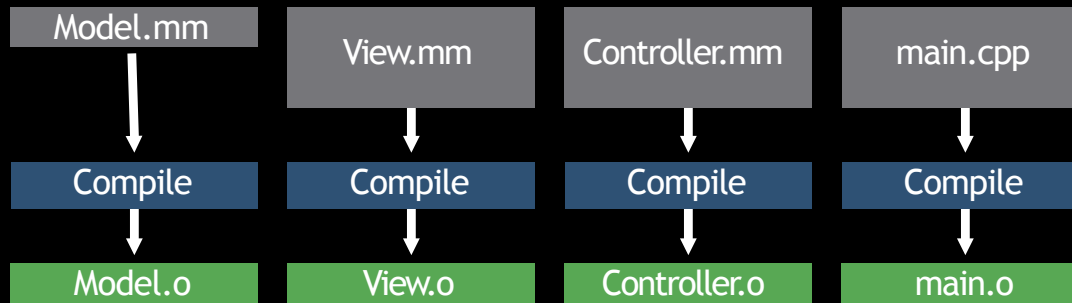 Model.mm
View.mm
Controller.mm
main.cpp
Compile
Compile
Compile
Compile
Model.o
View.o
Controller.o
main.o